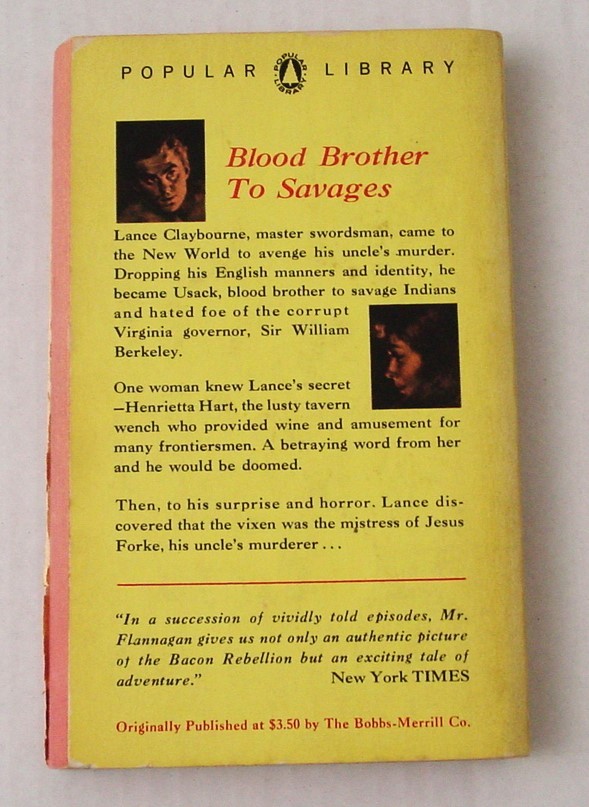 POPULAR POPULAR LIBRARY LIBRARY
Blood Brother
To Savages
Lance Claybourne, master swordsman, came to
the New World to avenge his uncle's murder.
Dropping his English manners and identity, he
became Usack, blood brother to savage Indians
and hated foe of the corrupt
Virginia governor, Sir William
Berkeley.
One woman knew Lance's secret
—Henrietta Hart, the lusty tavern
wench who provided wine and amusement for
many frontiersmen. A betraying word from her
and he would be doomed.
Then, to his surprise and horror. Lance dis-
covered that the vixen was the mistress of Jesus
Forke, his uncle's murderer...
"In a succession of vividly told episodes, Mr.
Flannagan gives us not only an authentic picture
of the Bacon Rebellion but an exciting tale of
adventure." New York TIMES
Originally Published at $3.50 by The Bobbs-Merrill Co.